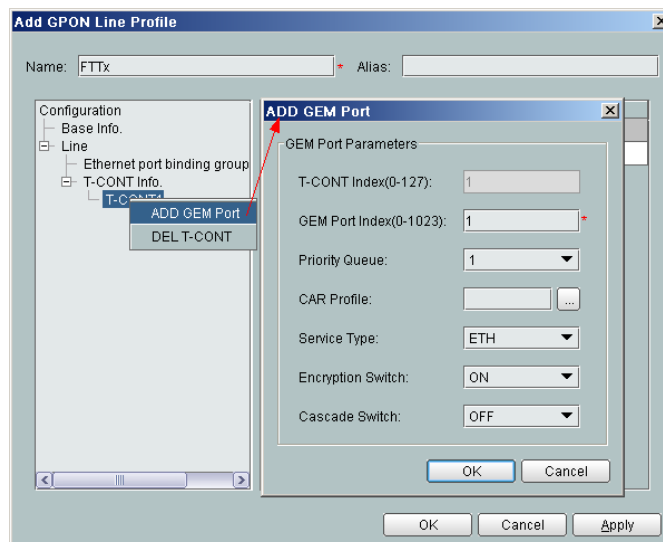 Add GPON Line Profile
Name: FTTx * Alias:
Configuration
Base Info.
Line
Ethernet port binding group
T-CONT Info.
T-CONT1
ADD GEM Port
DEL T-CONT
ADD GEM Port
GEM Port Parameters
T-CONT Index(0-127): 1
GEM Port Index(0-1023): 1 *
Priority Queue: 1
CAR Profile: ...
Service Type: ETH
Encryption Switch: ON
Cascade Switch: OFF
OK Cancel
OK Cancel Apply